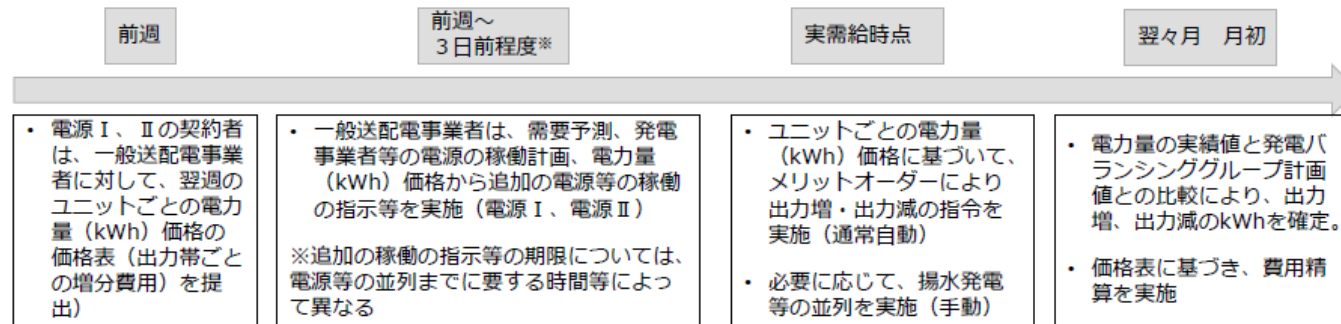 前週
前週～
３日前程度※
実需給時点
翌々月　月初
・ 電源Ⅰ、Ⅱの契約者
は、一般送配電事業
者に対して、翌週の
ユニットごとの電力
量（kWh）価格の
価格表（出力帯ごと
の増分費用）を提
出）
・ 一般送配電事業者は、需要予測、発電
事業者等の電源の稼働計画、電力量
（kWh）価格から追加の電源等の稼働
の指示等を実施（電源Ⅰ、電源Ⅱ）
※追加の稼働の指示等の期限については、
電源等の並列までに要する時間等によっ
て異なる
・ ユニットごとの電力量
（kWh）価格に基づいて、
メリットオーダーにより
出力増・出力減の指令を
実施（通常自動）
・ 必要に応じて、揚水発電
等の並列を実施（手動）
・ 電力量の実績値と発電バ
ランシンググループ計画
値との比較により、出力
増、出力減のkWhを確定。
・ 価格表に基づき、費用精
算を実施